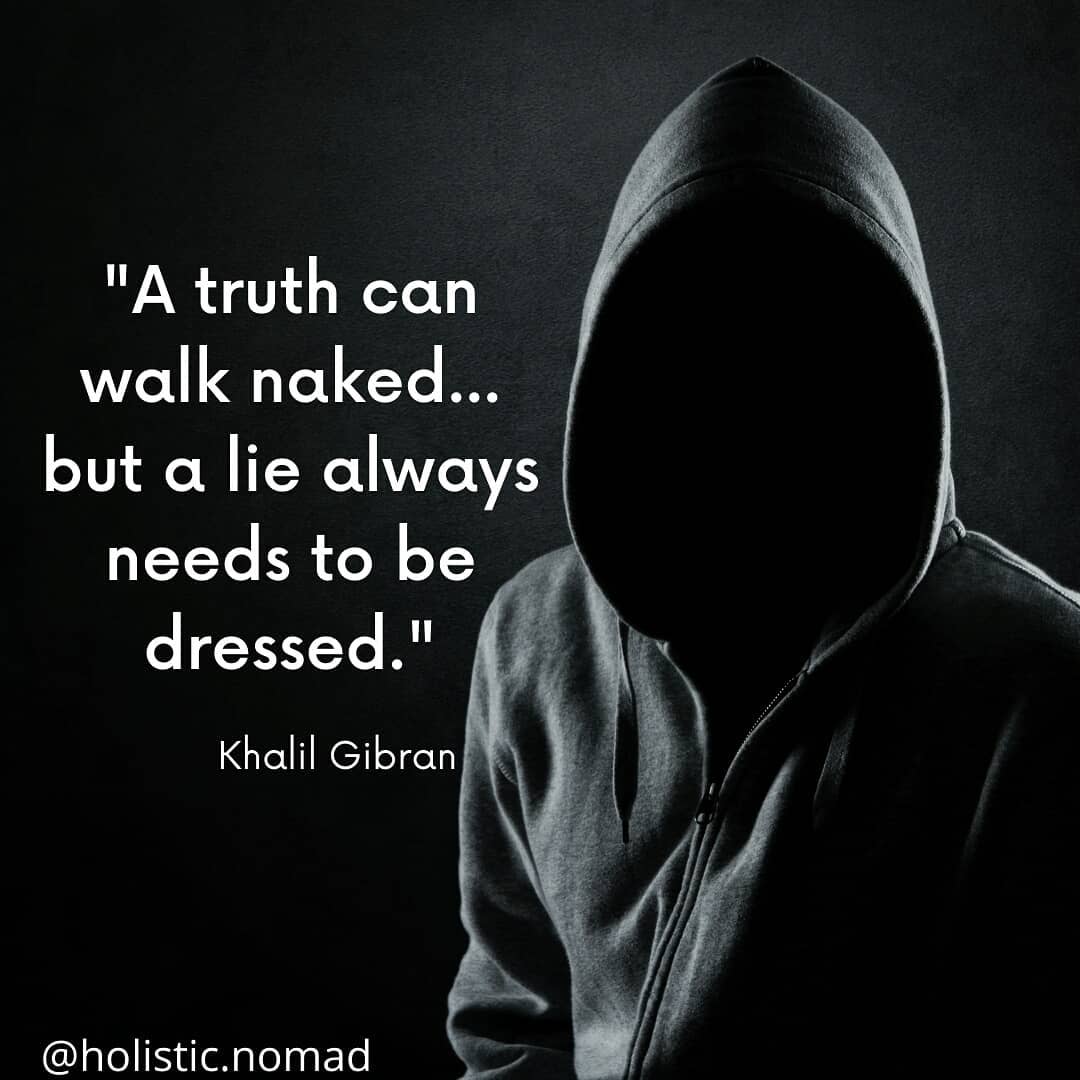 "A truth can
walk naked...
but a lie always
needs to be
dressed."
Khalil Gibran
@holistic.nomad